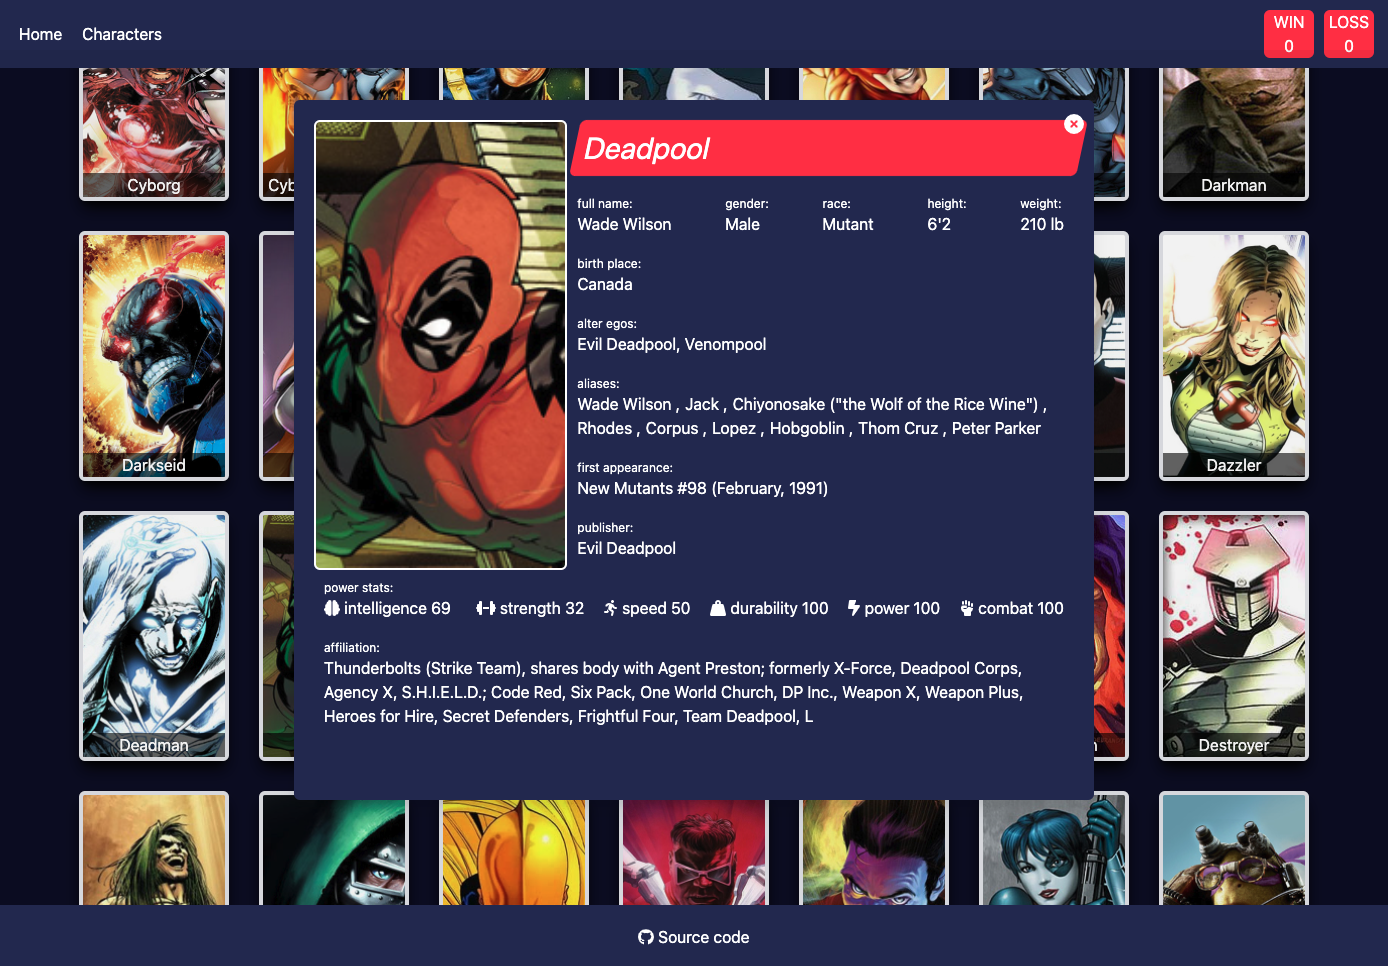 Home Characters
WIN
0
LOSS
0
Cyborg
Cyb
Darkman
Deadpool
full name: gender: race: height: weight:
Wade Wilson Male Mutant 6'2 210 lb
birth place:
Canada
alter egos:
Evil Deadpool, Venompool
aliases:
Wade Wilson , Jack , Chiyonosake ("the Wolf of the Rice Wine") ,
Rhodes , Corpus , Lopez , Hobgoblin , Thom Cruz , Peter Parker
first appearance:
New Mutants #98 (February, 1991)
publisher:
Evil Deadpool
power stats:
intelligence 69 strength 32 speed 50 durability 100 power 100 combat 100
affiliation:
Thunderbolts (Strike Team), shares body with Agent Preston; formerly X-Force, Deadpool Corps,
Agency X, S.H.I.E.L.D.; Code Red, Six Pack, One World Church, DP Inc., Weapon X, Weapon Plus,
Heroes for Hire, Secret Defenders, Frightful Four, Team Deadpool, L
Darkseid
Dazzler
Deadman
n
Destroyer
Source code